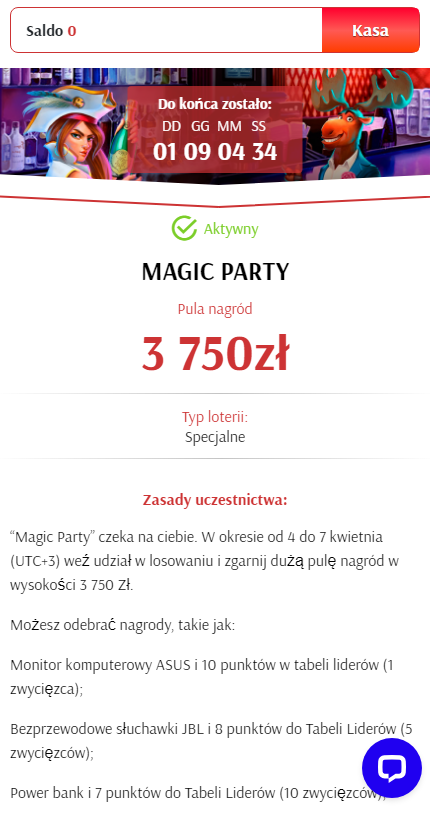 Saldo 0
Kasa
Do końca zostało:
DD GG MM SS
01 09 04 34
Aktywny
MAGIC PARTY
Pula nagród
3 750zł
Typ loterii:
Specjalne
Zasady uczestnictwa:
“Magic Party” czeka na ciebie. W okresie od 4 do 7 kwietnia
(UTC+3) weź udział w losowaniu i zgarnij dużą pulę nagród w
wysokości 3 750 Zł.
Możesz odebrać nagrody, takie jak:
Monitor komputerowy ASUS i 10 punktów w tabeli liderów (1
zwycięzca);
Bezprzewodowe słuchawki JBL i 8 punktów do Tabeli Liderów (5
zwycięzców);
Power bank i 7 punktów do Tabeli Liderów (10 zwycięzców);